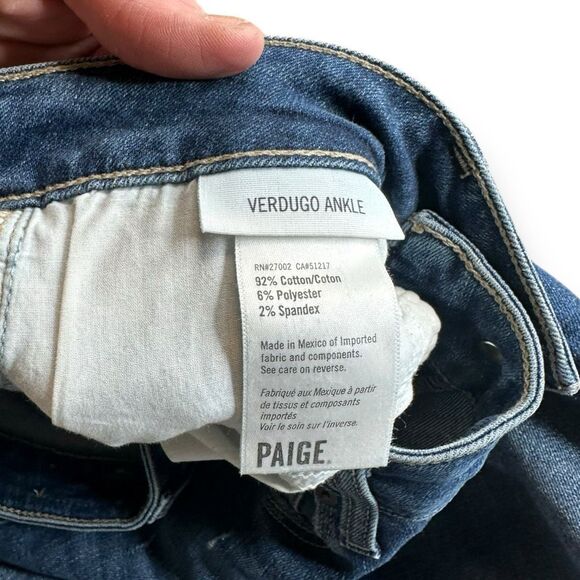 VERDUGO ANKLE
RN#27002 CA#51217
92% Cotton/Coton
6% Polyester
2% Spandex
Made in Mexico of Imported
fabric and components.
See care on reverse.
Fabriqué aux Mexique à partir
de tissus et composants
importés
Voir le soin sur l'inverse.
PAIGE.